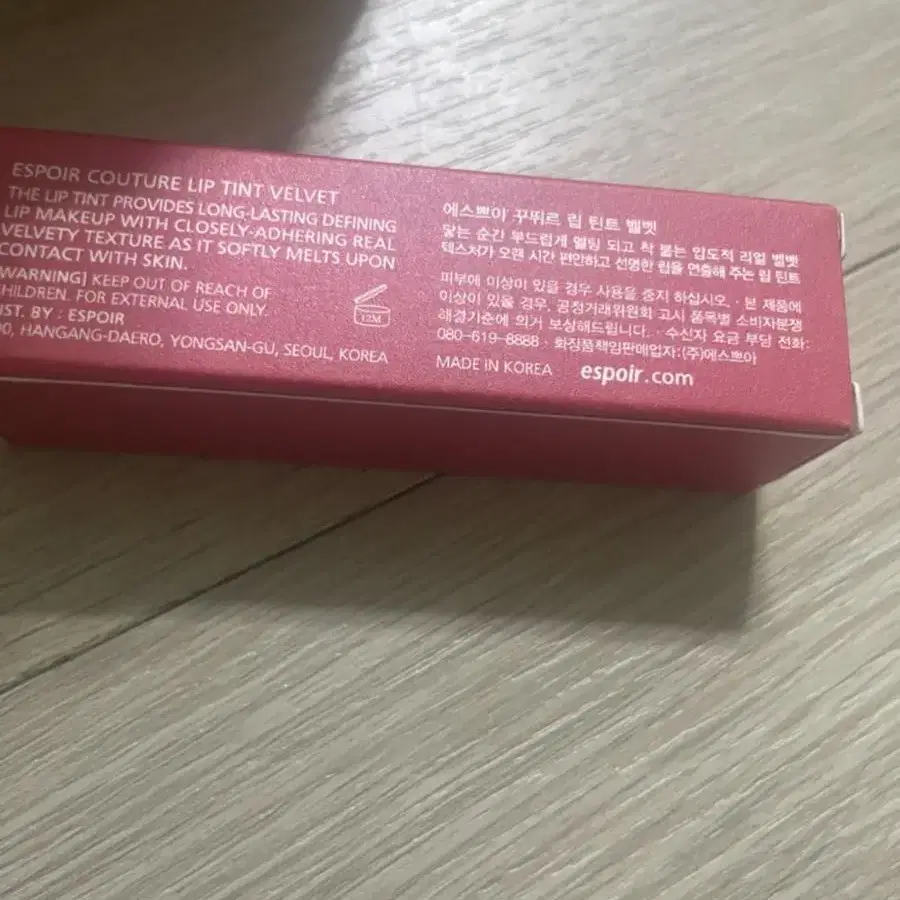 ESPOIR COUTURE LIP TINT VELVET
THE LIP TINT PROVIDES LONG-LASTING DEFINING
LIP MAKEUP WITH CLOSELY-ADHERING REAL
VELVETY TEXTURE AS IT SOFTLY MELTS UPON
CONTACT WITH SKIN.
WARNING] KEEP OUT OF REACH OF
CHILDREN. FOR EXTERNAL USE ONLY.
IST. BY : ESPOIR
00, HANGANG-DAERO, YONGSAN-GU, SEOUL, KOREA
12M
에스쁘아 꾸뛰르 립 틴트 벨벳
닿는 순간 부드럽게 멜팅 되고 착 붙는 압도적 리얼 벨벳
텍스처가 오랜 시간 편안하고 선명한 립을 연출해 주는 립 틴트
피부에 이상이 있을 경우 사용을 중지 하십시오. · 본 제품에
이상이 있을 경우, 공정거래위원회 고시 품목별 소비자분쟁
해결기준에 의거 보상해드립니다. · 수신자 요금 부담 전화:
080-619-8888 · 화장품책임판매업자:(주)에스쁘아
MADE IN KOREA espoir.com